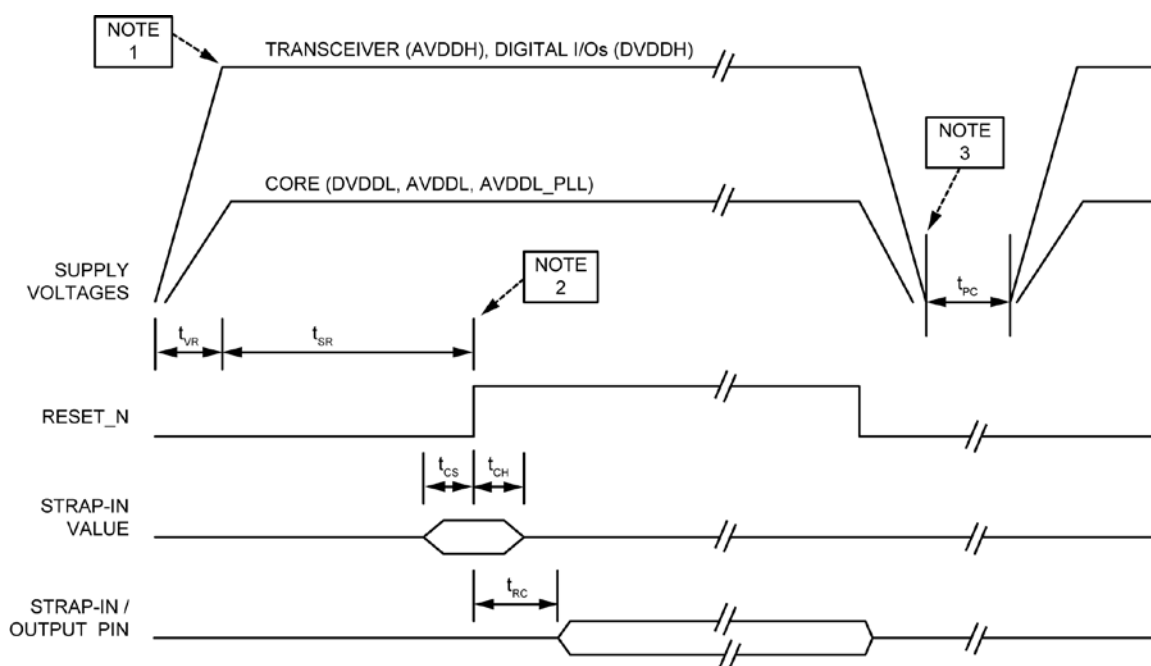 NOTE
1
TRANSCEIVER (AVDDH), DIGITAL I/Os (DVDDH)
NOTE
3
CORE (DVDDL, AVDDL, AVDDL_PLL)
SUPPLY
VOLTAGES
NOTE
2
tPC
tVR
tSR
RESET_N
tCS
tCH
STRAP-IN
VALUE
tRC
STRAP-IN /
OUTPUT PIN